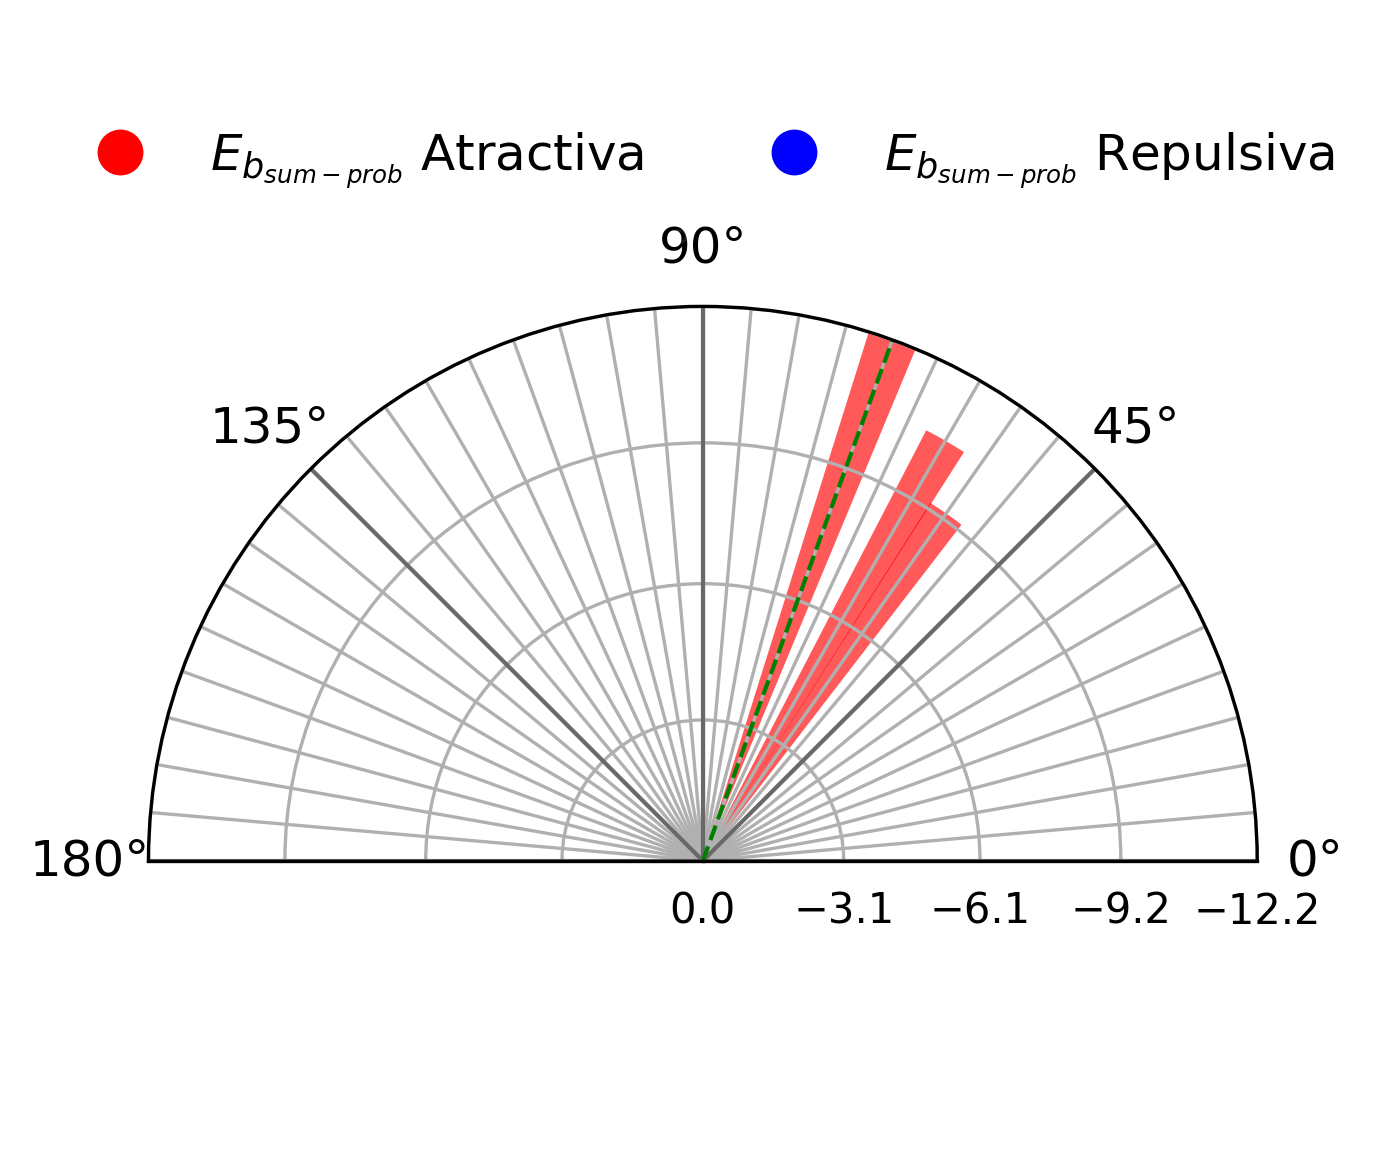 E_{b_{sum-prob}} Atractiva E_{b_{sum-prob}} Repulsiva
90°
135° 45°
180° 0°
0.0 −3.1 −6.1 −9.2 −12.2